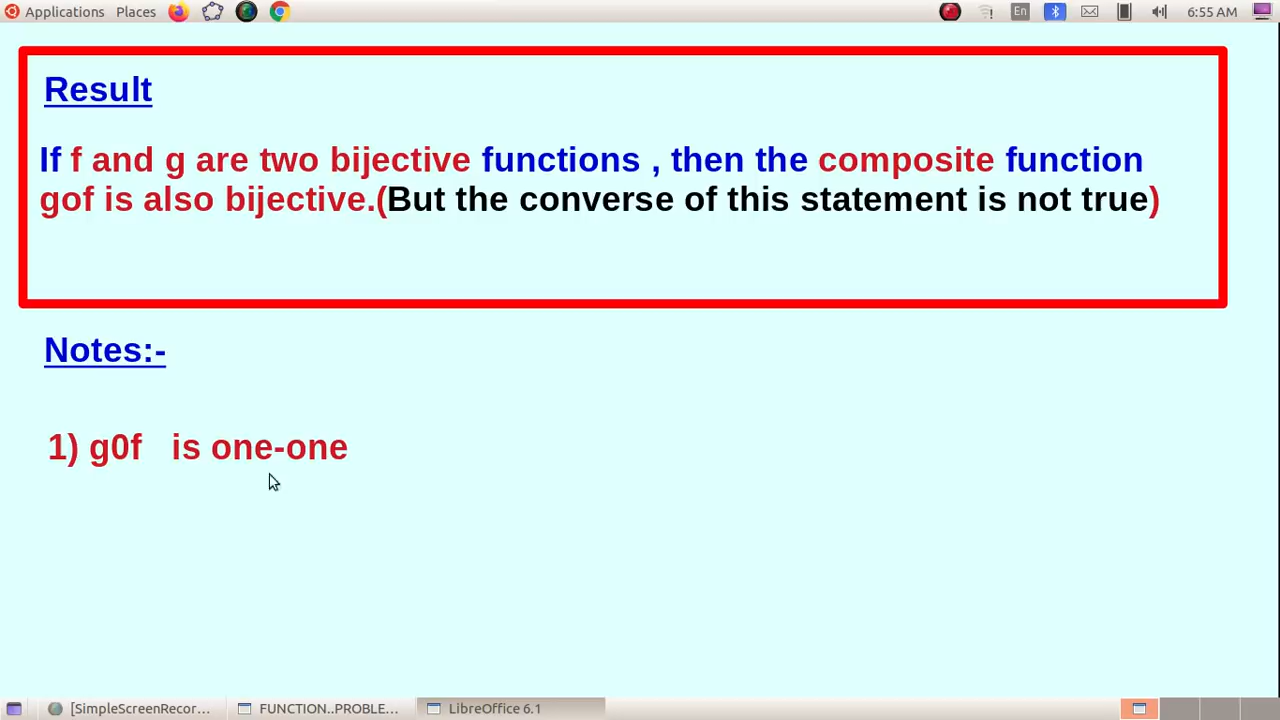 Applications Places En 6:55 AM
Result
If f and g are two bijective functions , then the composite function
gof is also bijective.(But the converse of this statement is not true)
Notes:-
1) g0f is one-one
[SimpleScreenRecor... FUNCTION..PROBLE... LibreOffice 6.1